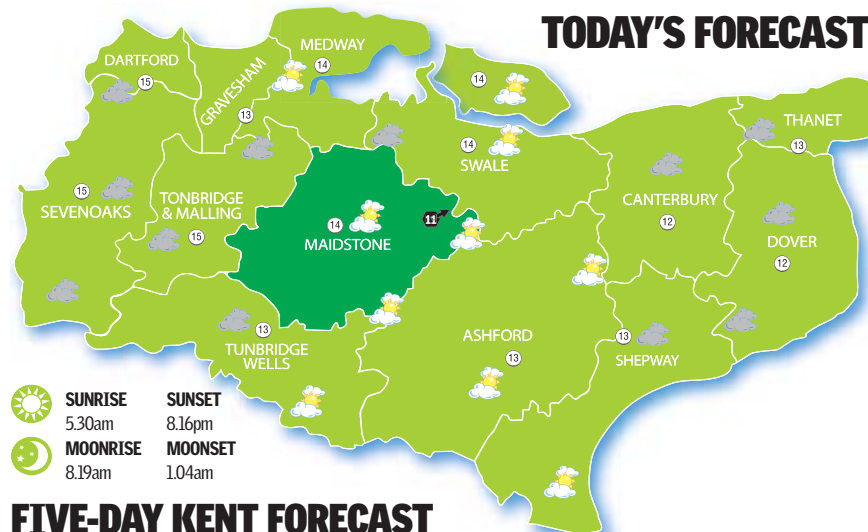 TODAY'S FORECAST
MEDWAY
14
DARTFORD
15
GRAVESHAM
13
14
THANET
13
14
SWALE
15
SEVENOAKS
TONBRIDGE
& MALLING
15
14
MAIDSTONE
11
CANTERBURY
12
DOVER
12
13
TUNBRIDGE
WELLS
ASHFORD
13
13
SHEPWAY
SUNRISE SUNSET
5.30am 8.16pm
MOONRISE MOONSET
8.19am 1.04am
FIVE-DAY KENT FORECAST